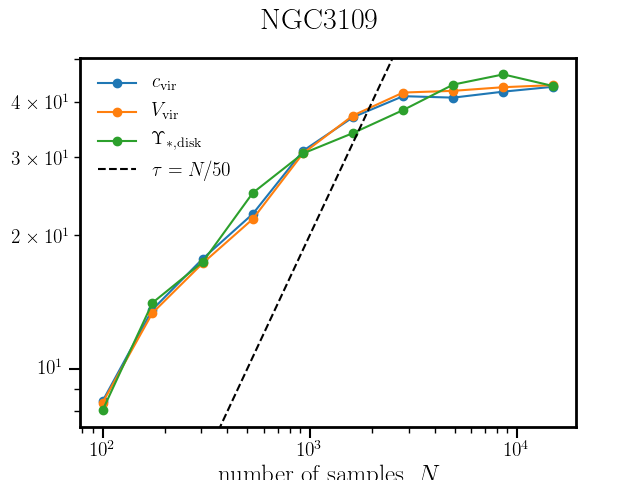 NGC3109
c_vir
V_vir
Υ_*,disk
τ = N/50
4 × 10^1
3 × 10^1
2 × 10^1
10^1
10^2 10^3 10^4
number of samples N